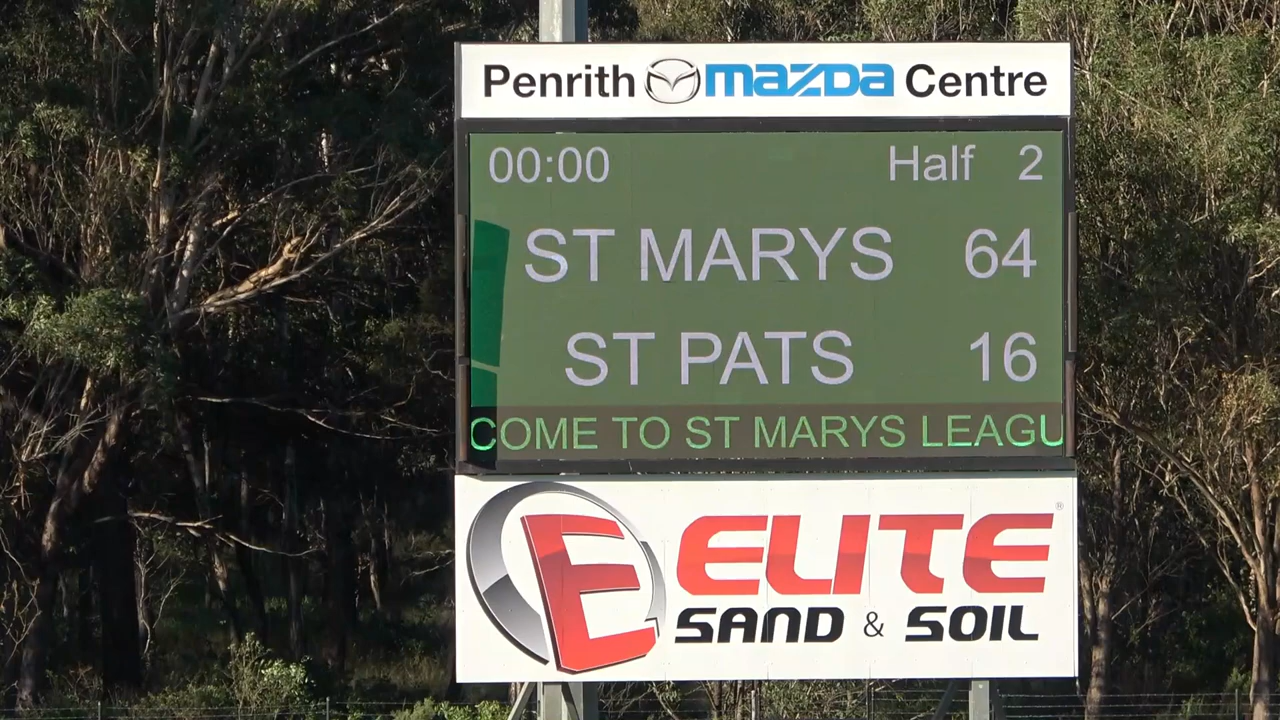 Penrith mazda Centre
00:00 Half 2
ST MARYS 64
ST PATS 16
COME TO ST MARYS LEAGU
E ELITE ®
SAND & SOIL